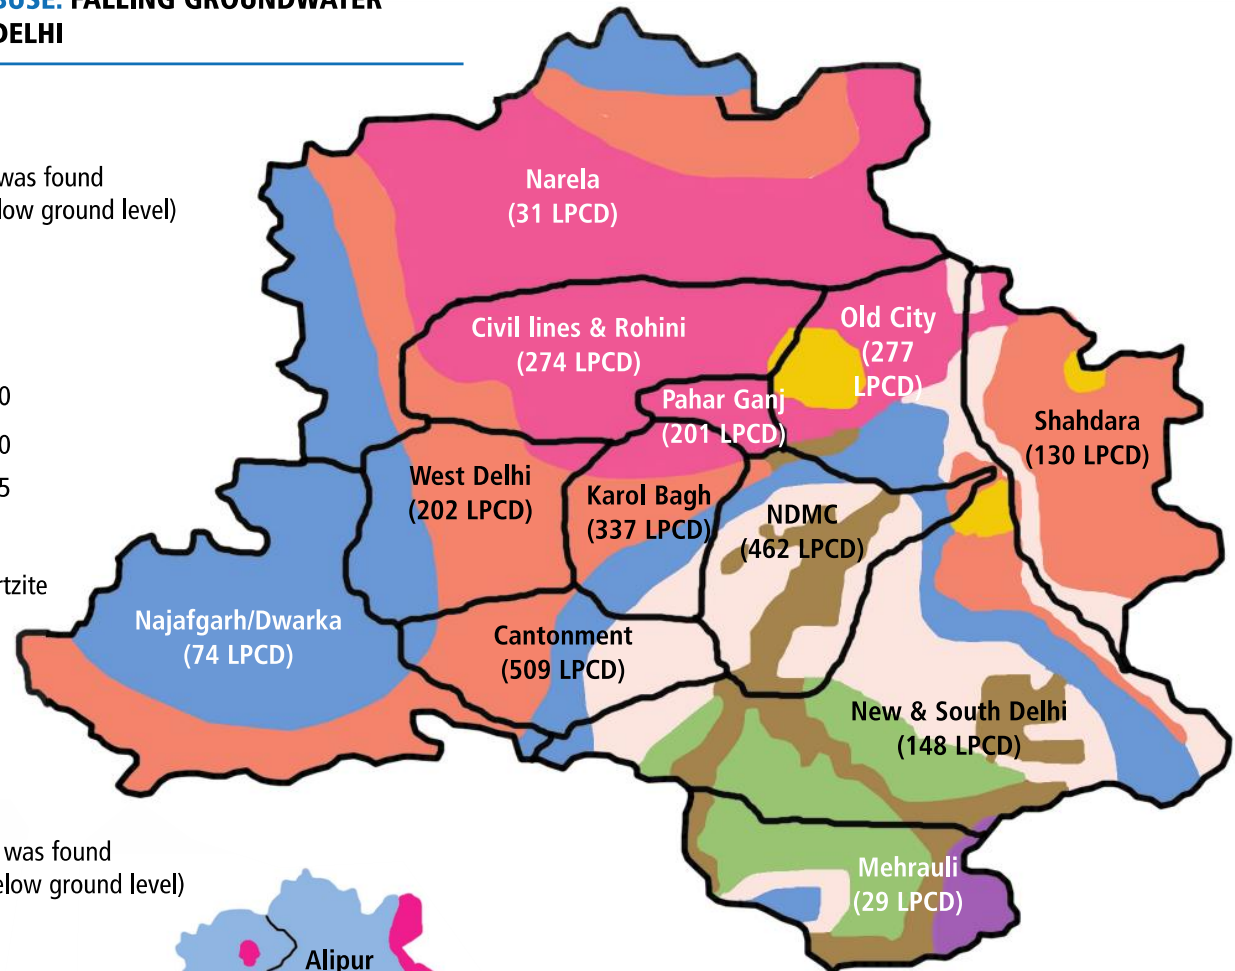 FALLING GROUNDWATER
DELHI
was found
ground level)
Narela
(31 LPCD)
Civil lines & Rohini
(274 LPCD)
Old City
(277
LPCD)
Pahar Ganj
(201 LPCD)
Shahdara
(130 LPCD)
0
0
5
West Delhi
(202 LPCD)
Karol Bagh
(337 LPCD)
NDMC
(462 LPCD)
Najafgarh/Dwarka
(74 LPCD)
Cantonment
(509 LPCD)
New & South Delhi
(148 LPCD)
was found
ground level)
Mehrauli
(29 LPCD)
Alipur